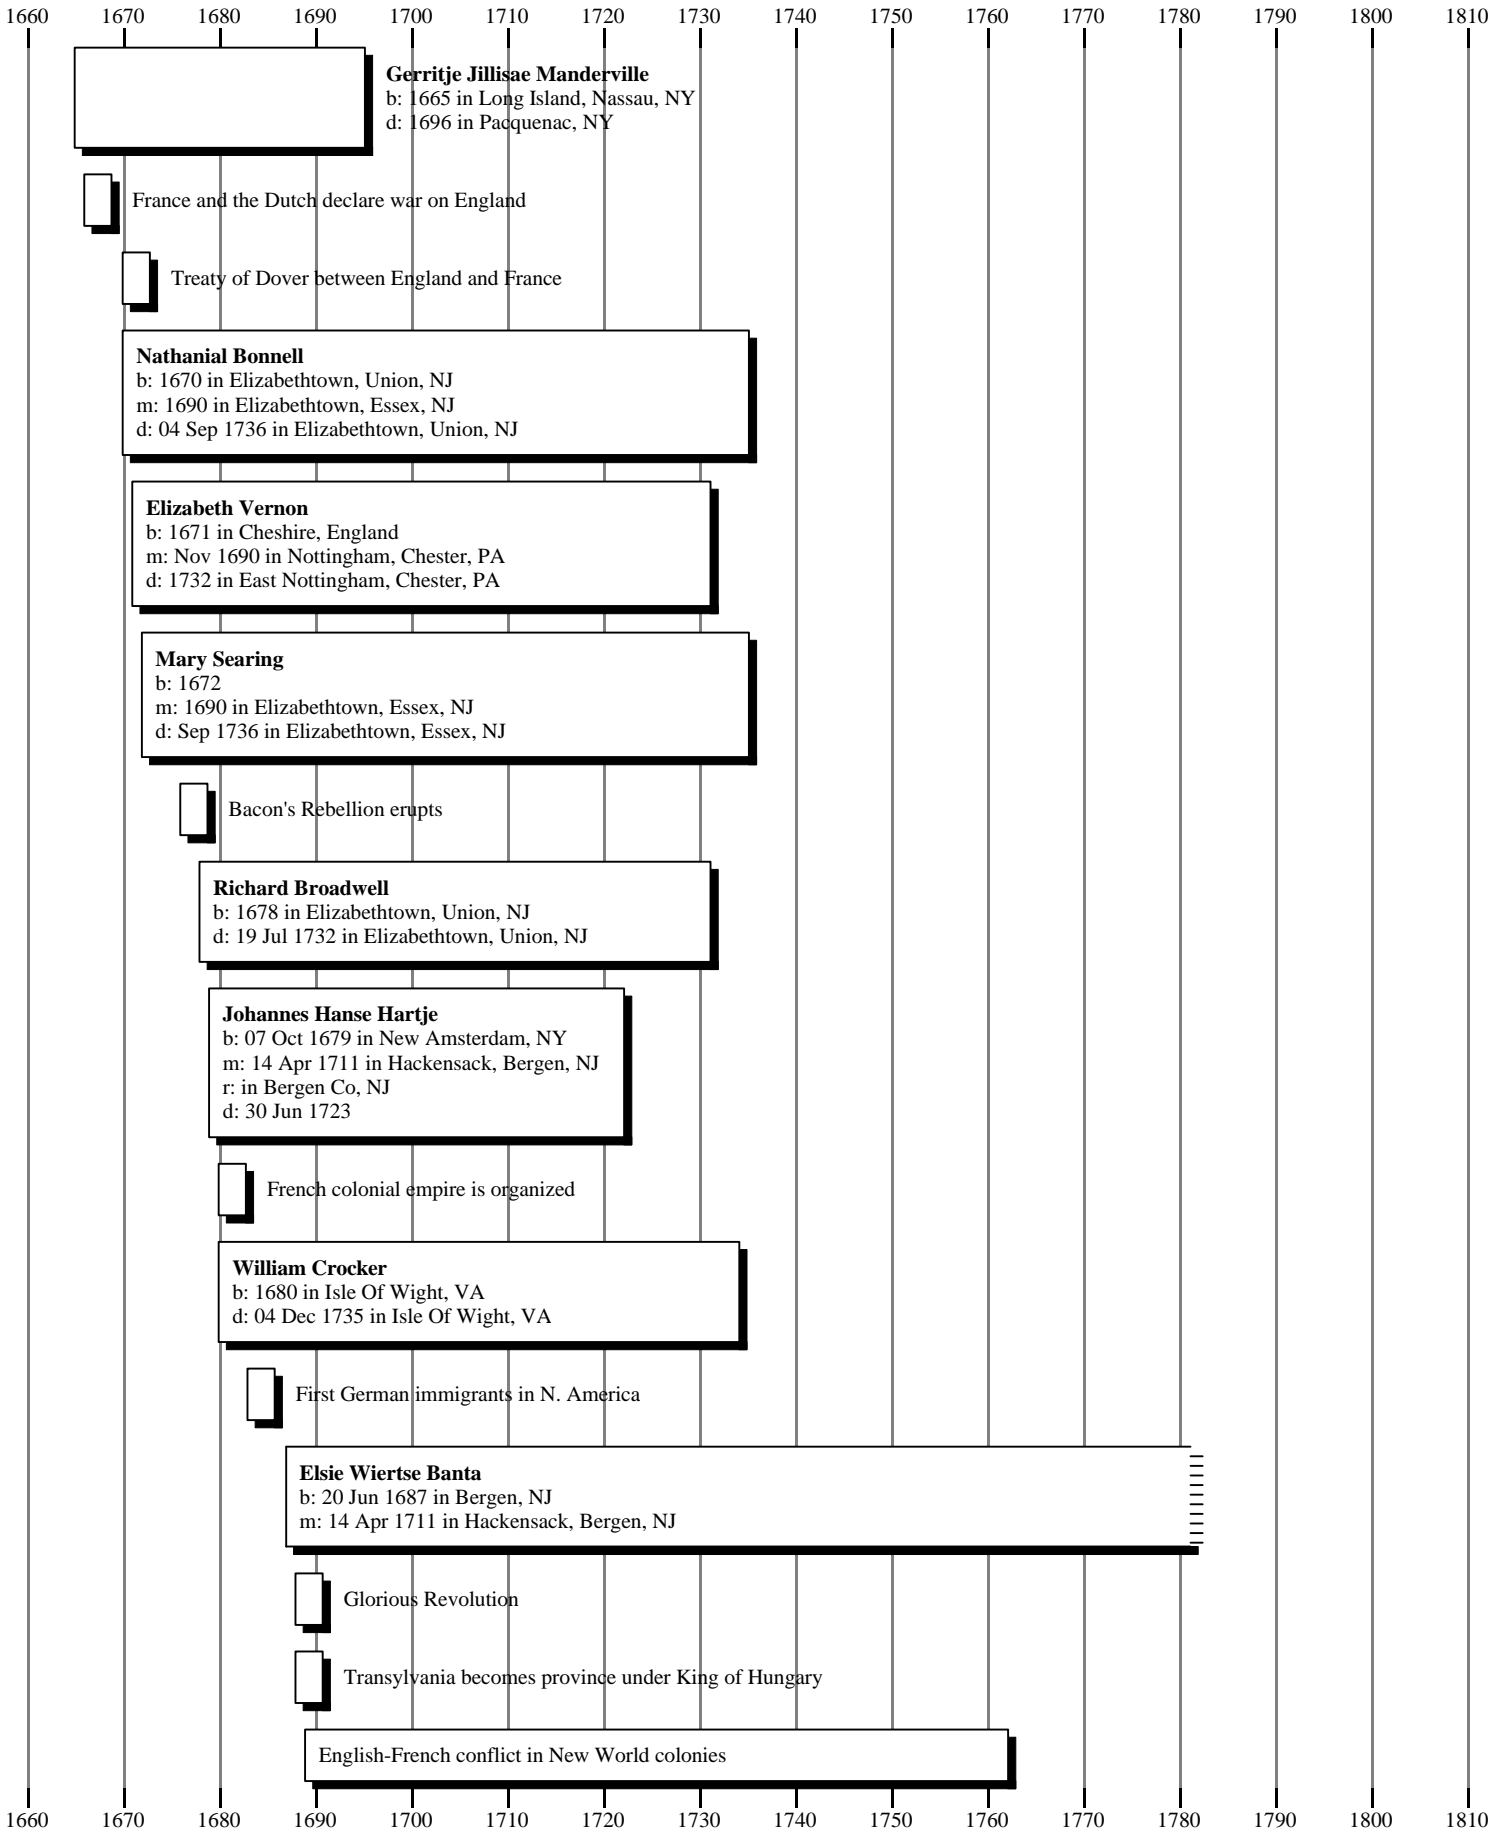 1660 1670 1680 1690 1700 1710 1720 1730 1740 1750 1760 1770 1780 1790 1800 1810
Gerritje Jillisae Manderville
b: 1665 in Long Island, Nassau, NY
d: 1696 in Pacquenac, NY
France and the Dutch declare war on England
Treaty of Dover between England and France
Nathanial Bonnell
b: 1670 in Elizabethtown, Union, NJ
m: 1690 in Elizabethtown, Essex, NJ
d: 04 Sep 1736 in Elizabethtown, Union, NJ
Elizabeth Vernon
b: 1671 in Cheshire, England
m: Nov 1690 in Nottingham, Chester, PA
d: 1732 in East Nottingham, Chester, PA
Mary Searing
b: 1672
m: 1690 in Elizabethtown, Essex, NJ
d: Sep 1736 in Elizabethtown, Essex, NJ
Bacon's Rebellion erupts
Richard Broadwell
b: 1678 in Elizabethtown, Union, NJ
d: 19 Jul 1732 in Elizabethtown, Union, NJ
Johannes Hanse Hartje
b: 07 Oct 1679 in New Amsterdam, NY
m: 14 Apr 1711 in Hackensack, Bergen, NJ
r: in Bergen Co, NJ
d: 30 Jun 1723
French colonial empire is organized
William Crocker
b: 1680 in Isle Of Wight, VA
d: 04 Dec 1735 in Isle Of Wight, VA
First German immigrants in N. America
Elsie Wiertse Banta
b: 20 Jun 1687 in Bergen, NJ
m: 14 Apr 1711 in Hackensack, Bergen, NJ
Glorious Revolution
Transylvania becomes province under King of Hungary
English-French conflict in New World colonies
1660 1670 1680 1690 1700 1710 1720 1730 1740 1750 1760 1770 1780 1790 1800 1810